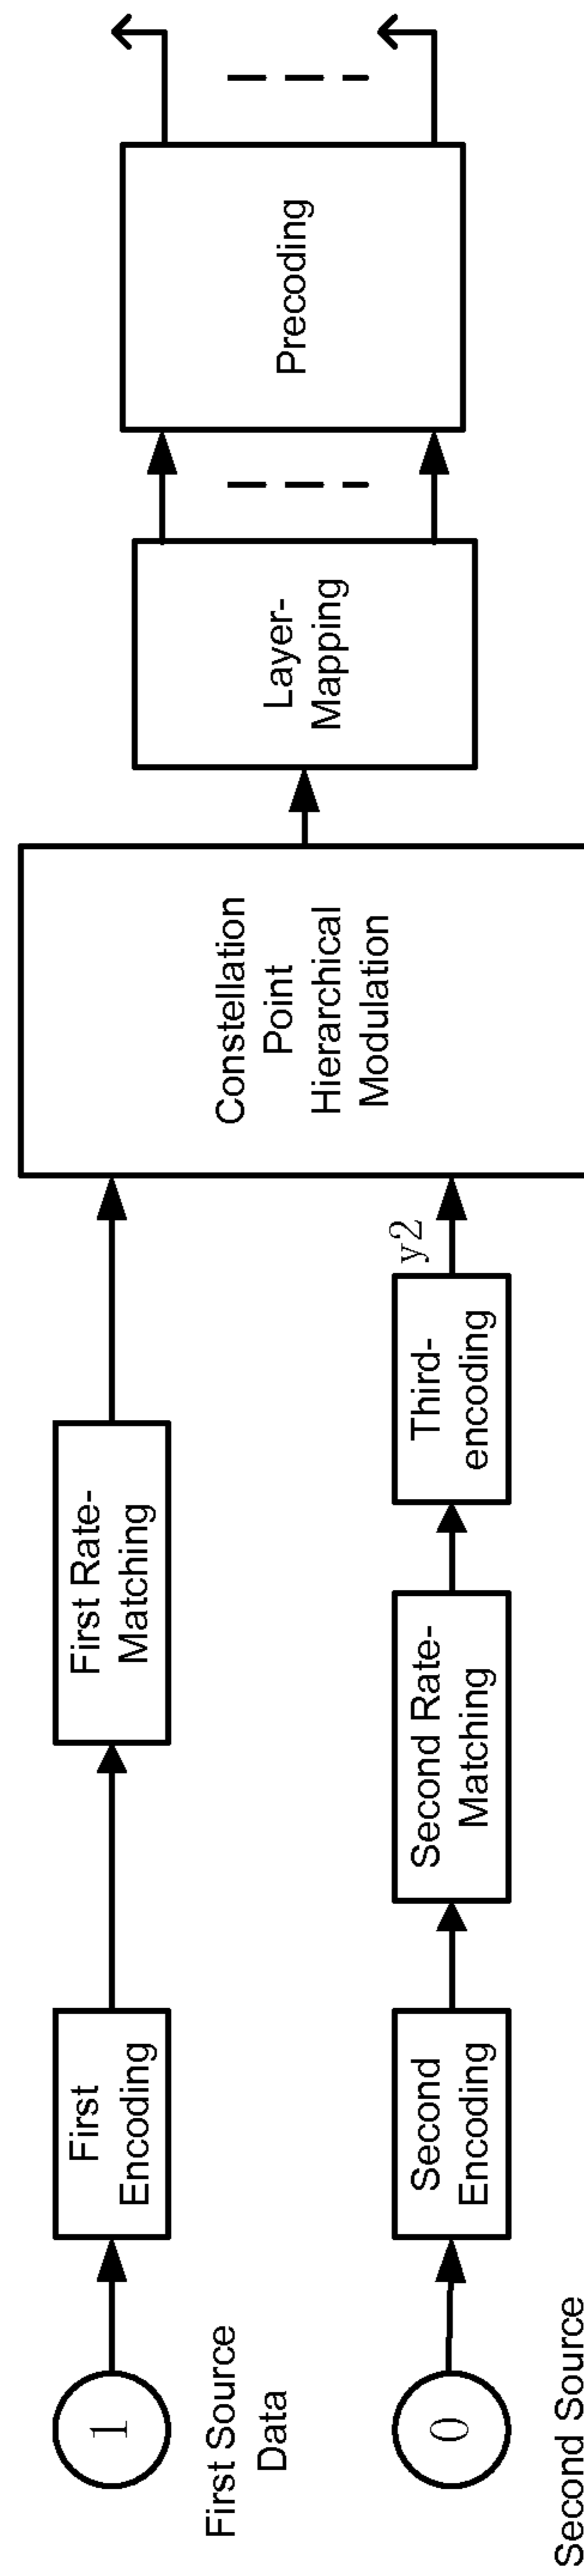 1
First Source
Data
First
Encoding
First Rate-
Matching
0
Second Source
Second
Encoding
Second Rate-
Matching
Third-
encoding
y2
Constellation
Point
Hierarchical
Modulation
Layer-
Mapping
Precoding